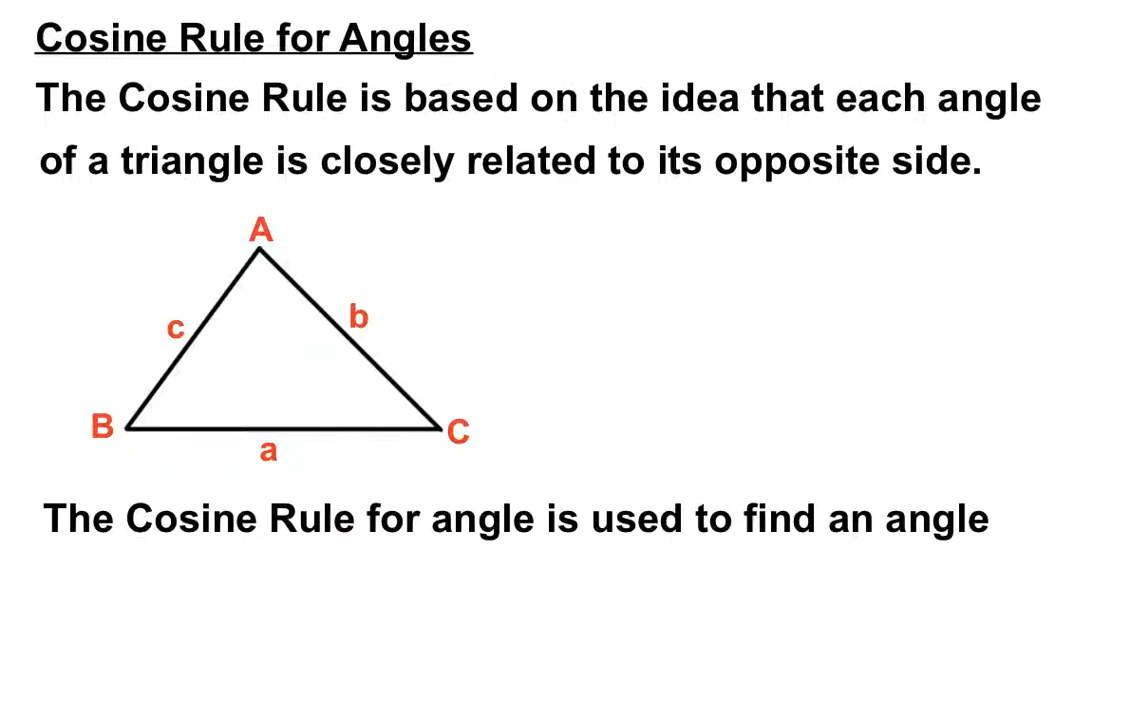 Cosine Rule for Angles
The Cosine Rule is based on the idea that each angle
of a triangle is closely related to its opposite side.
A
c
b
B
C
a
The Cosine Rule for angle is used to find an angle